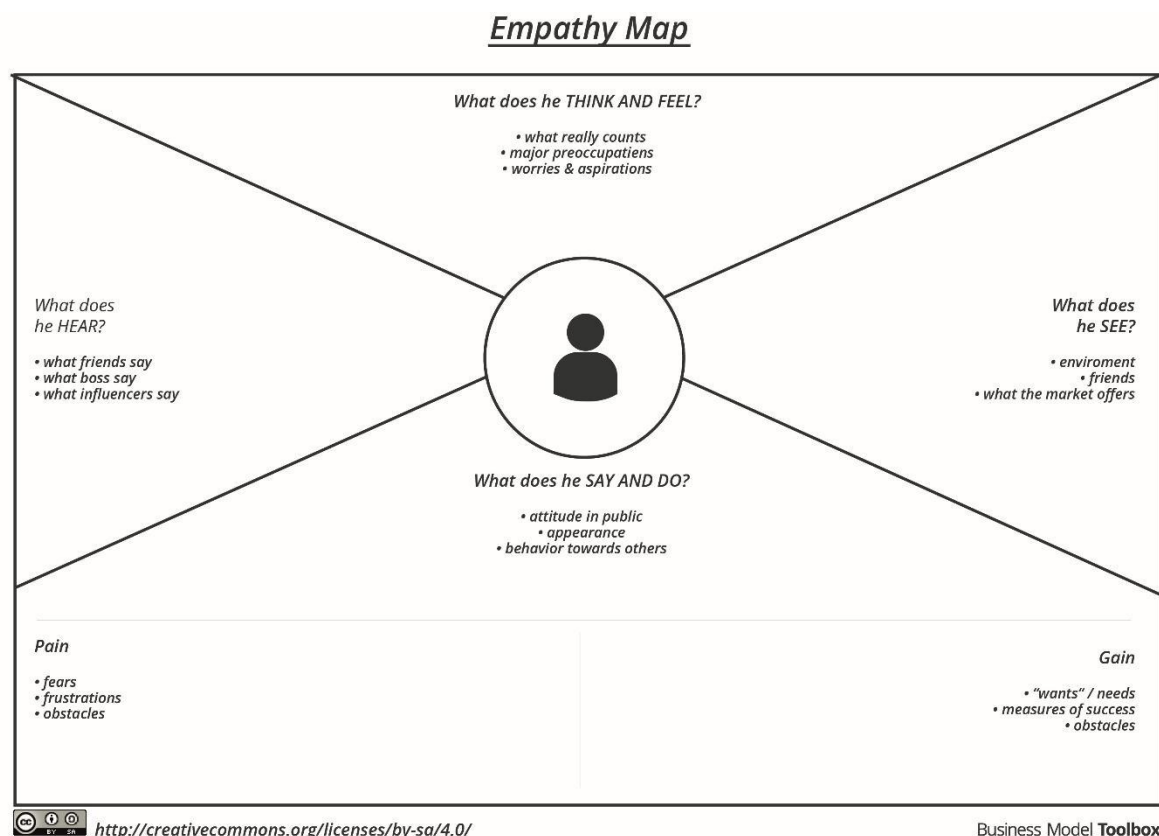 Empathy Map
What does he THINK AND FEEL?
• what really counts
• major preoccupatiens
• worries & aspirations
What does
he HEAR?
• what friends say
• what boss say
• what influencers say
What does
he SEE?
• enviroment
• friends
• what the market offers
What does he SAY AND DO?
• attitude in public
• appearance
• behavior towards others
Pain
• fears
• frustrations
• obstacles
Gain
• “wants” / needs
• measures of success
• obstacles
cc BY SA
http://creativecommons.org/licenses/by-sa/4.0/
Business Model Toolbox